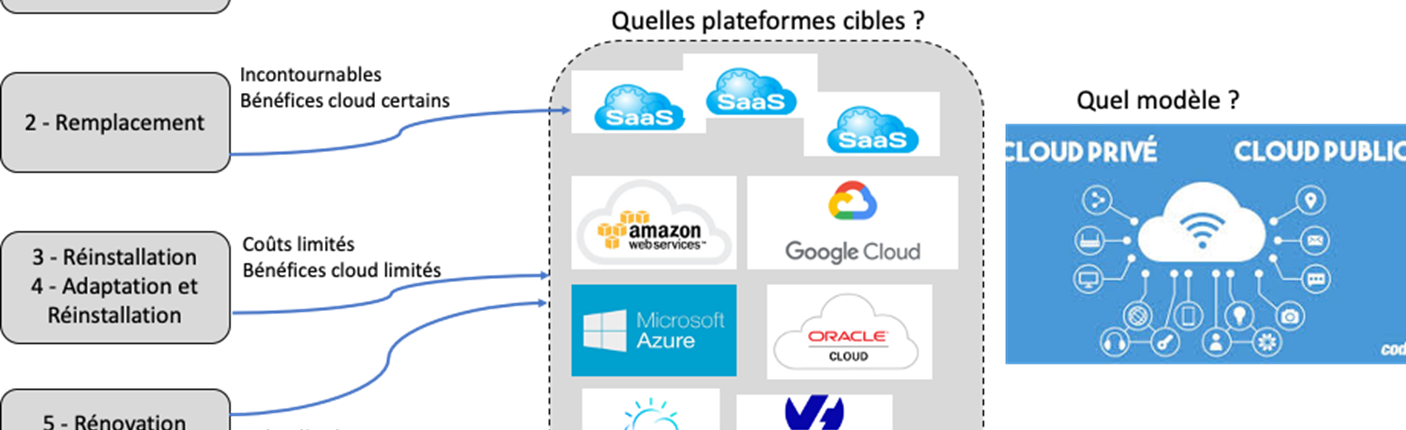 Quelles plateformes cibles ?
Incontournables
Bénéfices cloud certains
2 - Remplacement
SaaS
SaaS
SaaS
Quel modèle ?
CLOUD PRIVÉ
CLOUD PUBLIC
amazon
web services™
Google Cloud
3 - Réinstallation
4 - Adaptation et
Réinstallation
Coûts limités
Bénéfices cloud limités
Microsoft
Azure
ORACLE
CLOUD
5 - Rénovation